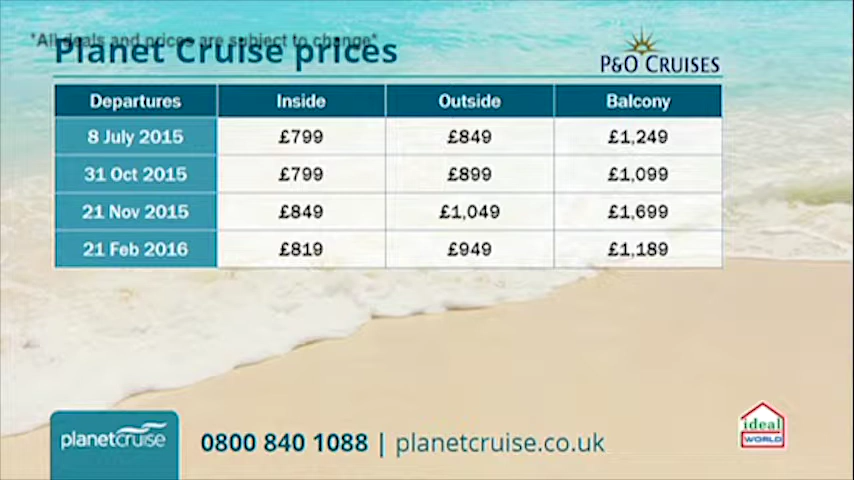 *All deals and prices are subject to change*
Planet Cruise prices
P&O CRUISES
Departures Inside Outside Balcony
8 July 2015 £799 £849 £1,249
31 Oct 2015 £799 £899 £1,099
21 Nov 2015 £849 £1,049 £1,699
21 Feb 2016 £819 £949 £1,189
planetcruise
0800 840 1088 | planetcruise.co.uk
ideal
WORLD